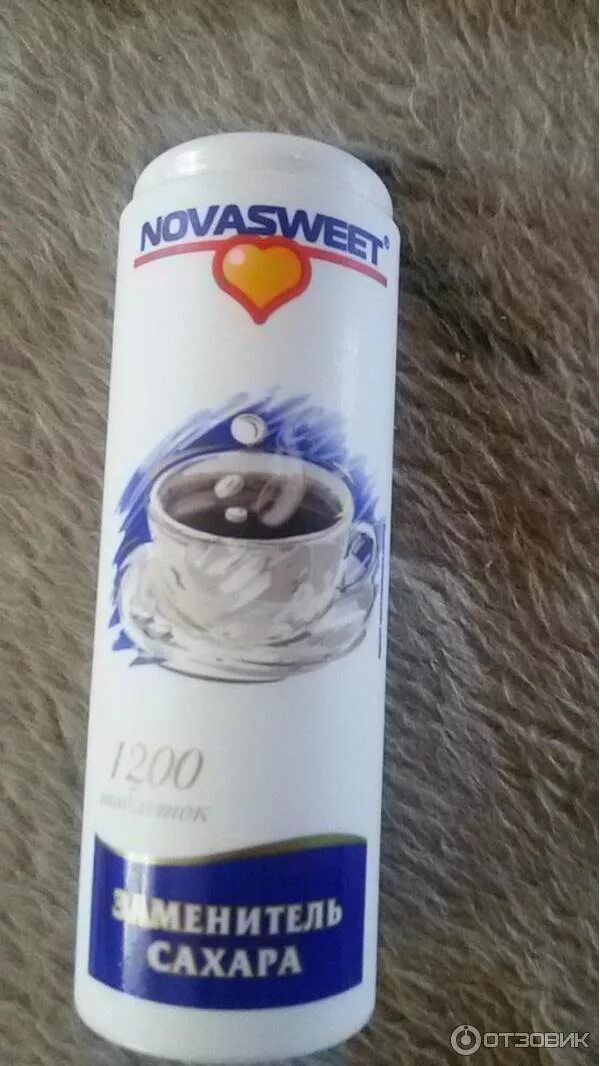 NOVASWEET®
1200
таблеток
ЗАМЕНИТЕЛЬ
САХАРА
ОТЗОВИК